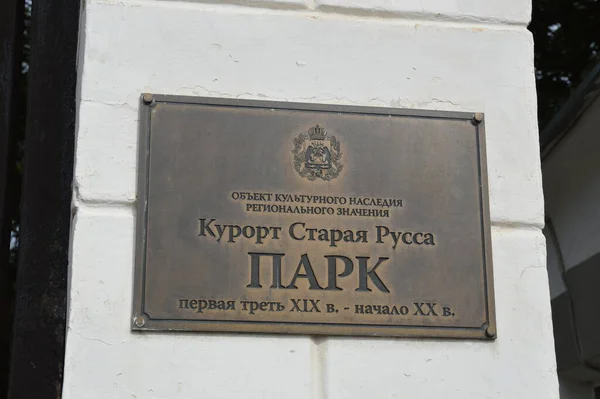 ОБЪЕКТ КУЛЬТУРНОГО НАСЛЕДИЯ
РЕГИОНАЛЬНОГО ЗНАЧЕНИЯ
Курорт Старая Русса
ПАРК
первая треть XIX в. - начало XX в.